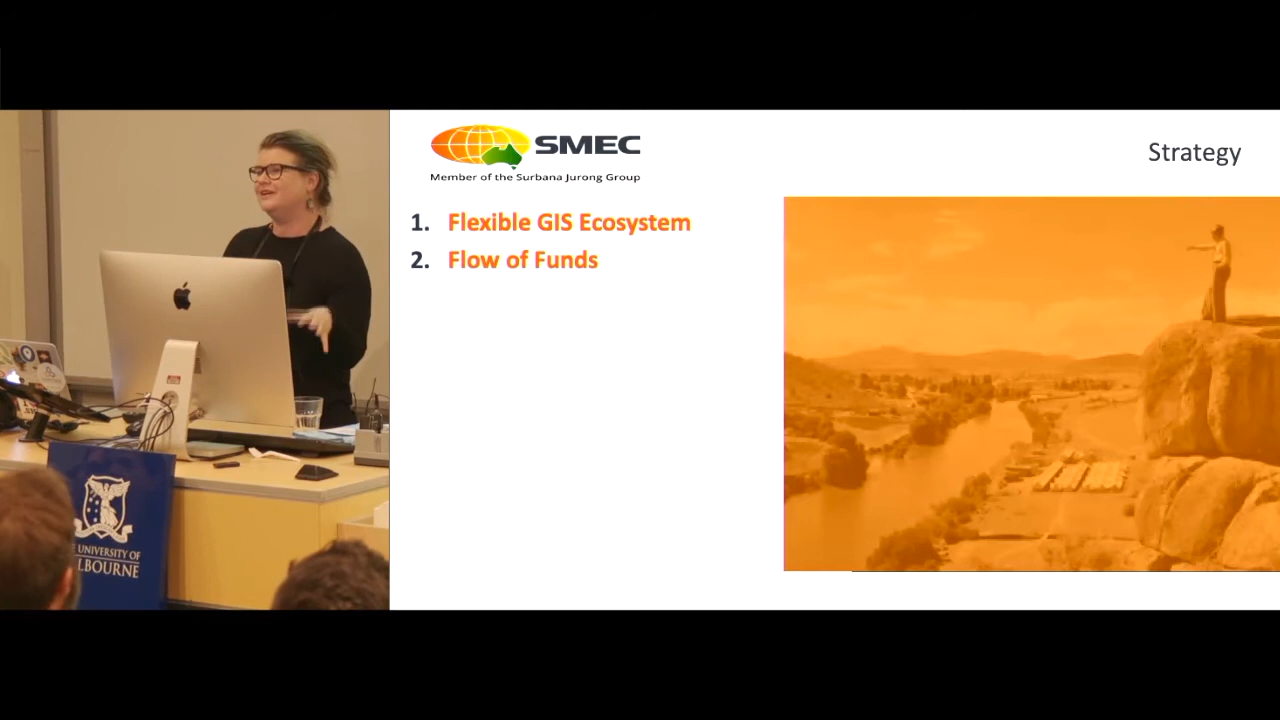 SMEC
Member of the Surbana Jurong Group
Strategy
1. Flexible GIS Ecosystem
2. Flow of Funds
UNIVERSITY OF
LBOURNE